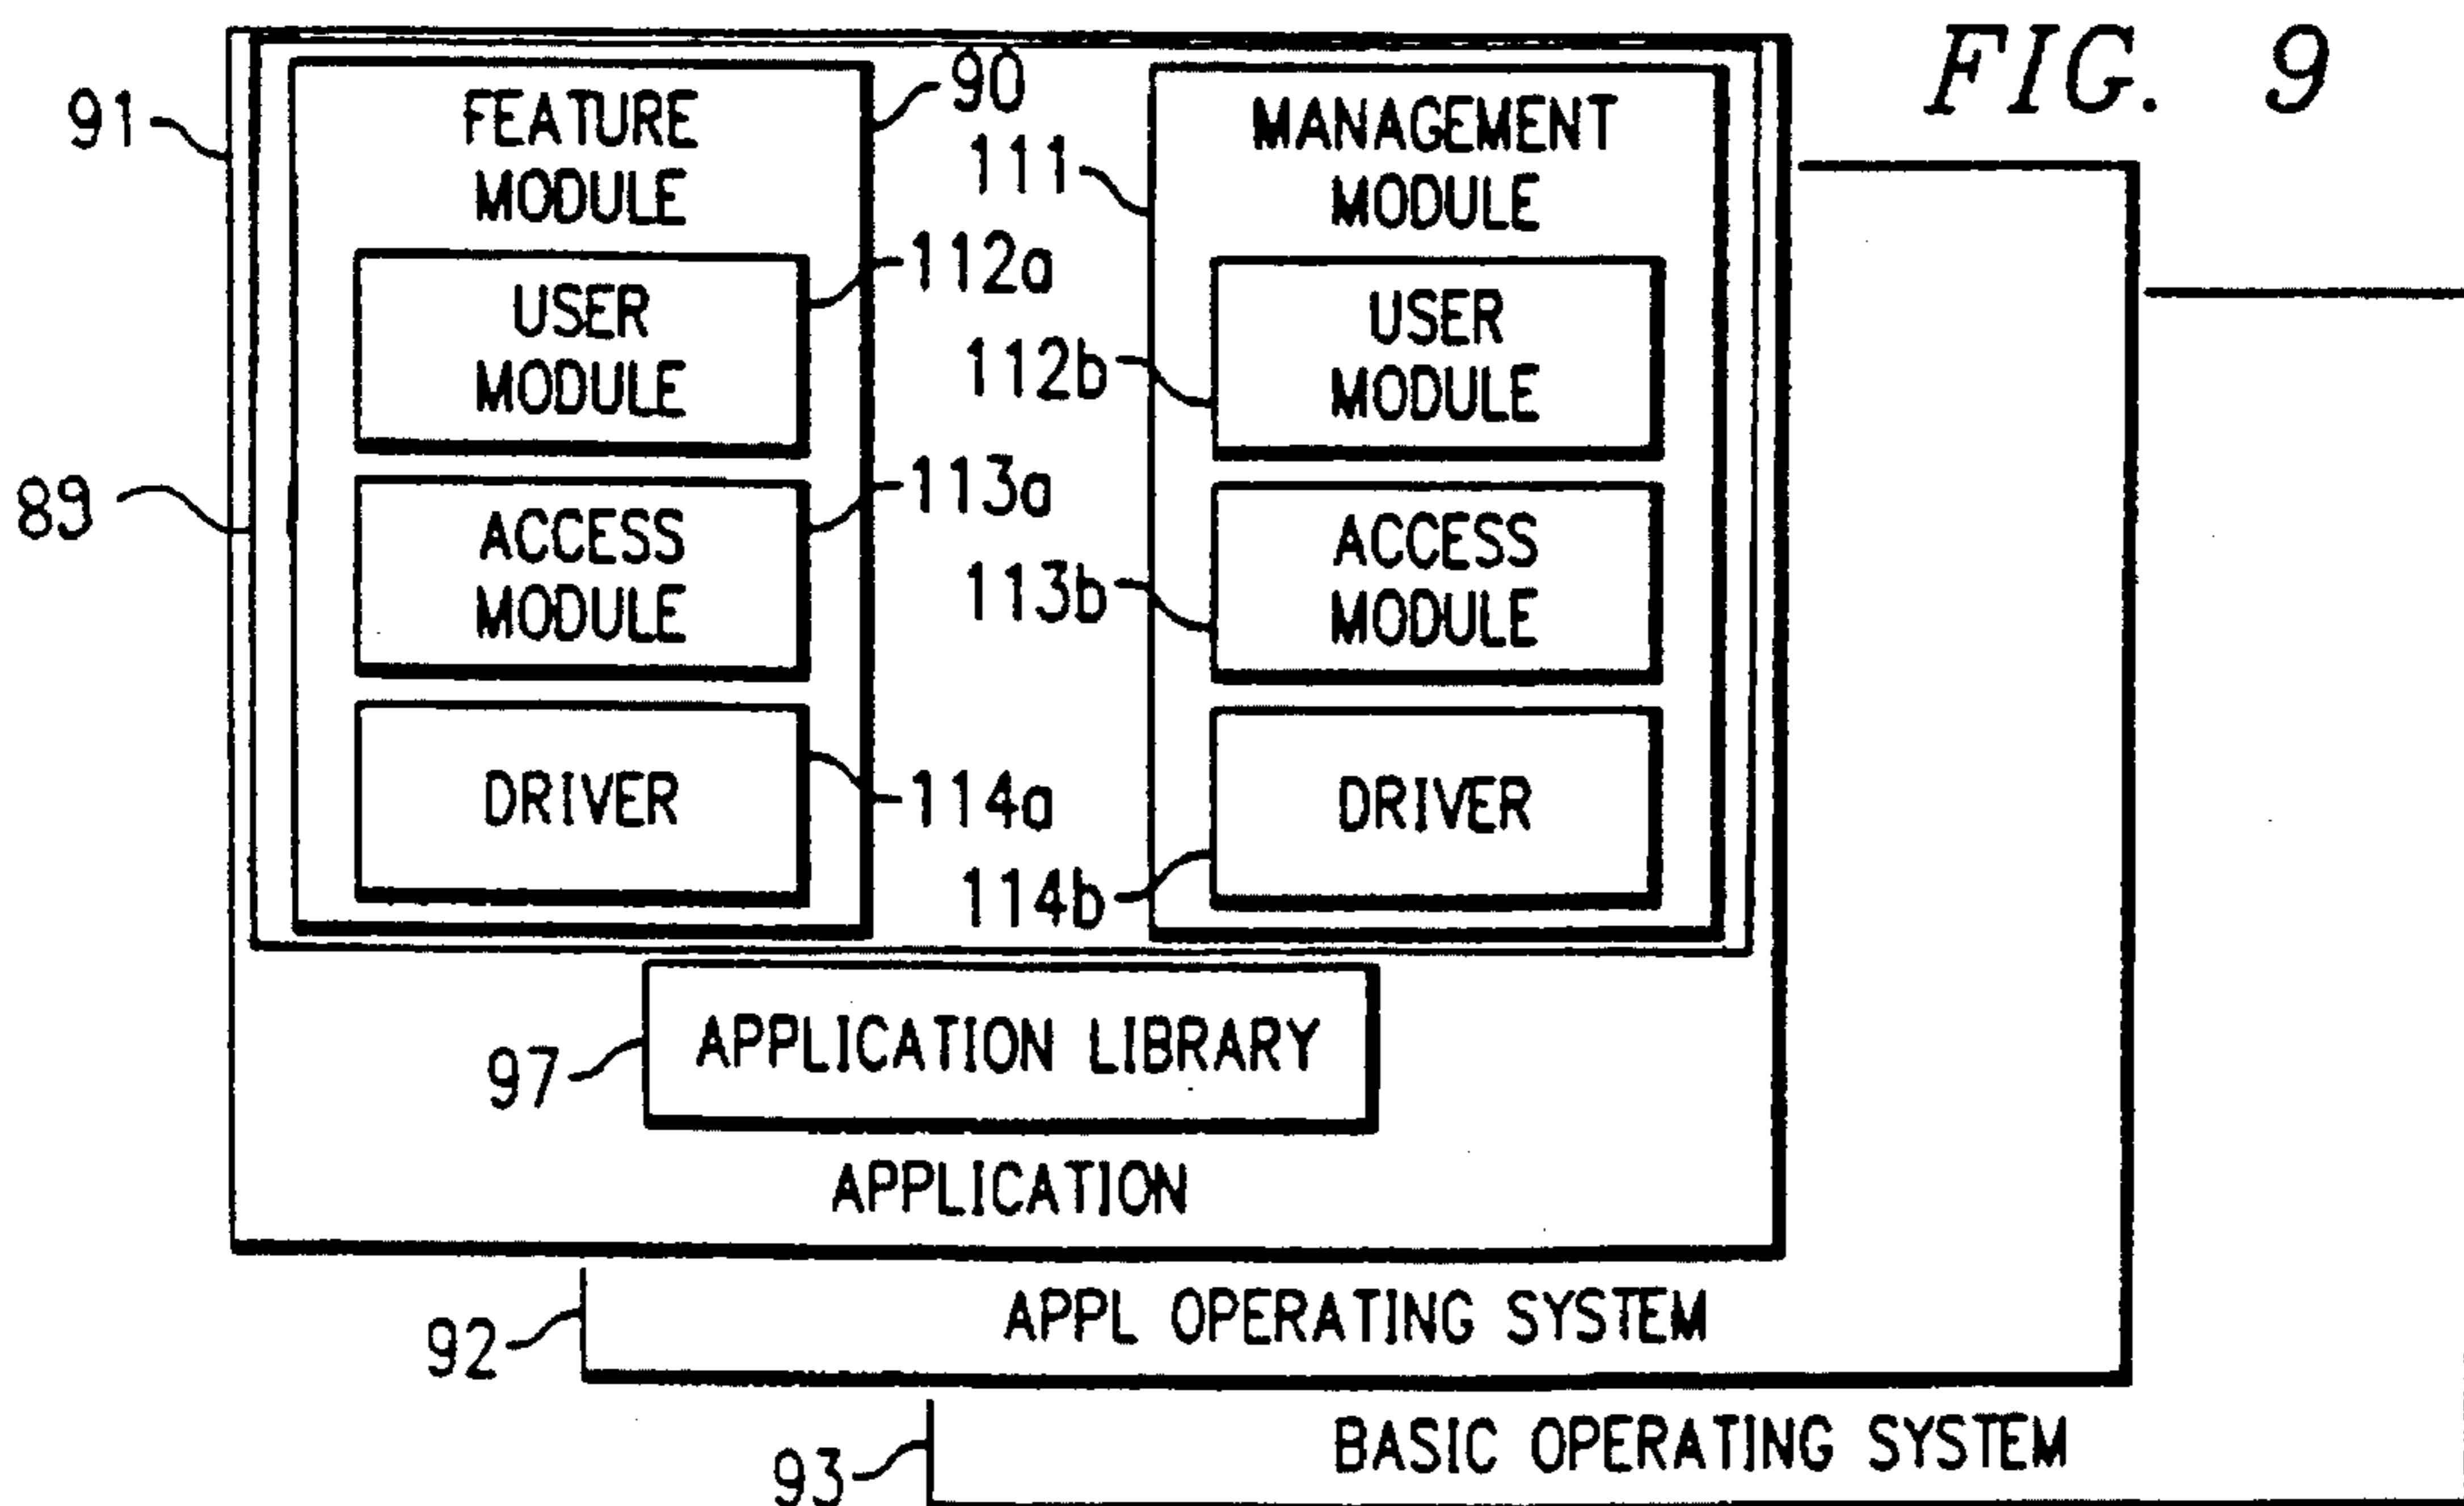 FIG. 9
91
90
FEATURE
MODULE
111
MANAGEMENT
MODULE
112a
USER
MODULE
112b
USER
MODULE
89
113a
ACCESS
MODULE
113b
ACCESS
MODULE
DRIVER
114a
DRIVER
114b
97
APPLICATION LIBRARY
APPLICATION
92
APPL OPERATING SYSTEM
93
BASIC OPERATING SYSTEM